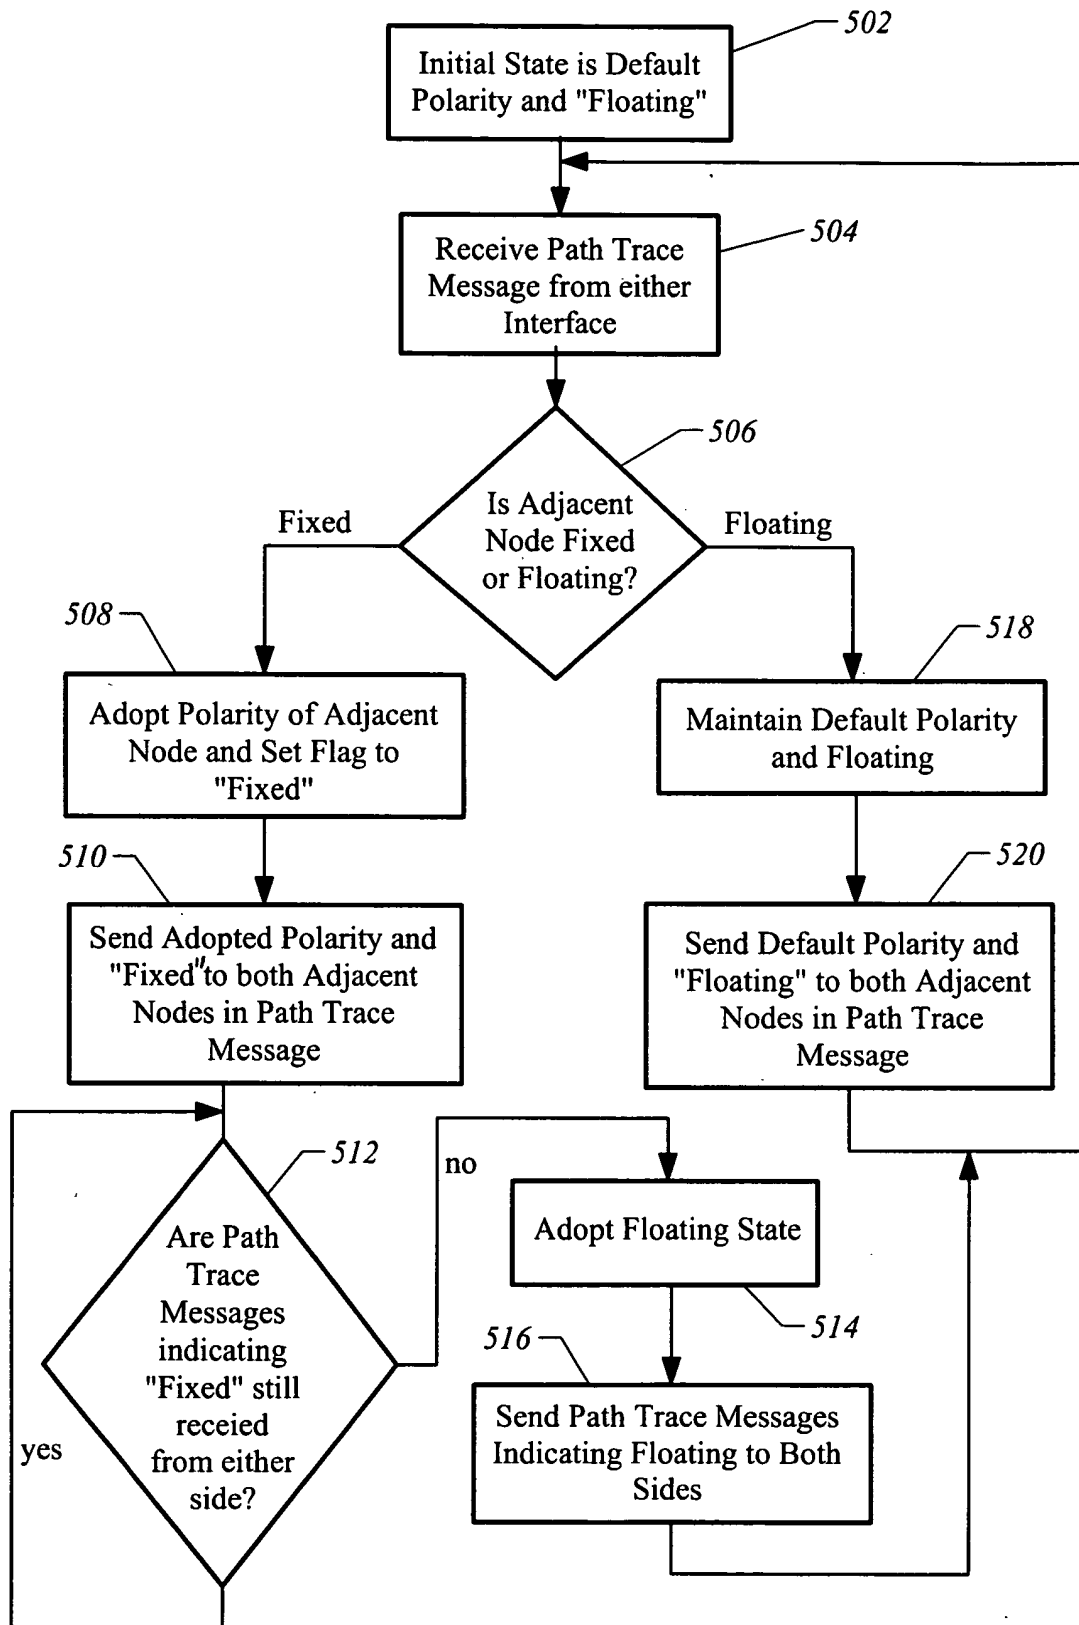 502
Initial State is Default
Polarity and "Floating"
504
Receive Path Trace
Message from either
Interface
506
Is Adjacent
Node Fixed
or Floating?
Fixed
Floating
508
Adopt Polarity of Adjacent
Node and Set Flag to
"Fixed"
518
Maintain Default Polarity
and Floating
510
Send Adopted Polarity and
"Fixed" to both Adjacent
Nodes in Path Trace
Message
520
Send Default Polarity and
"Floating" to both Adjacent
Nodes in Path Trace
Message
512
Are Path
Trace
Messages
indicating
"Fixed" still
receied
from either
side?
no
yes
Adopt Floating State
514
516
Send Path Trace Messages
Indicating Floating to Both
Sides